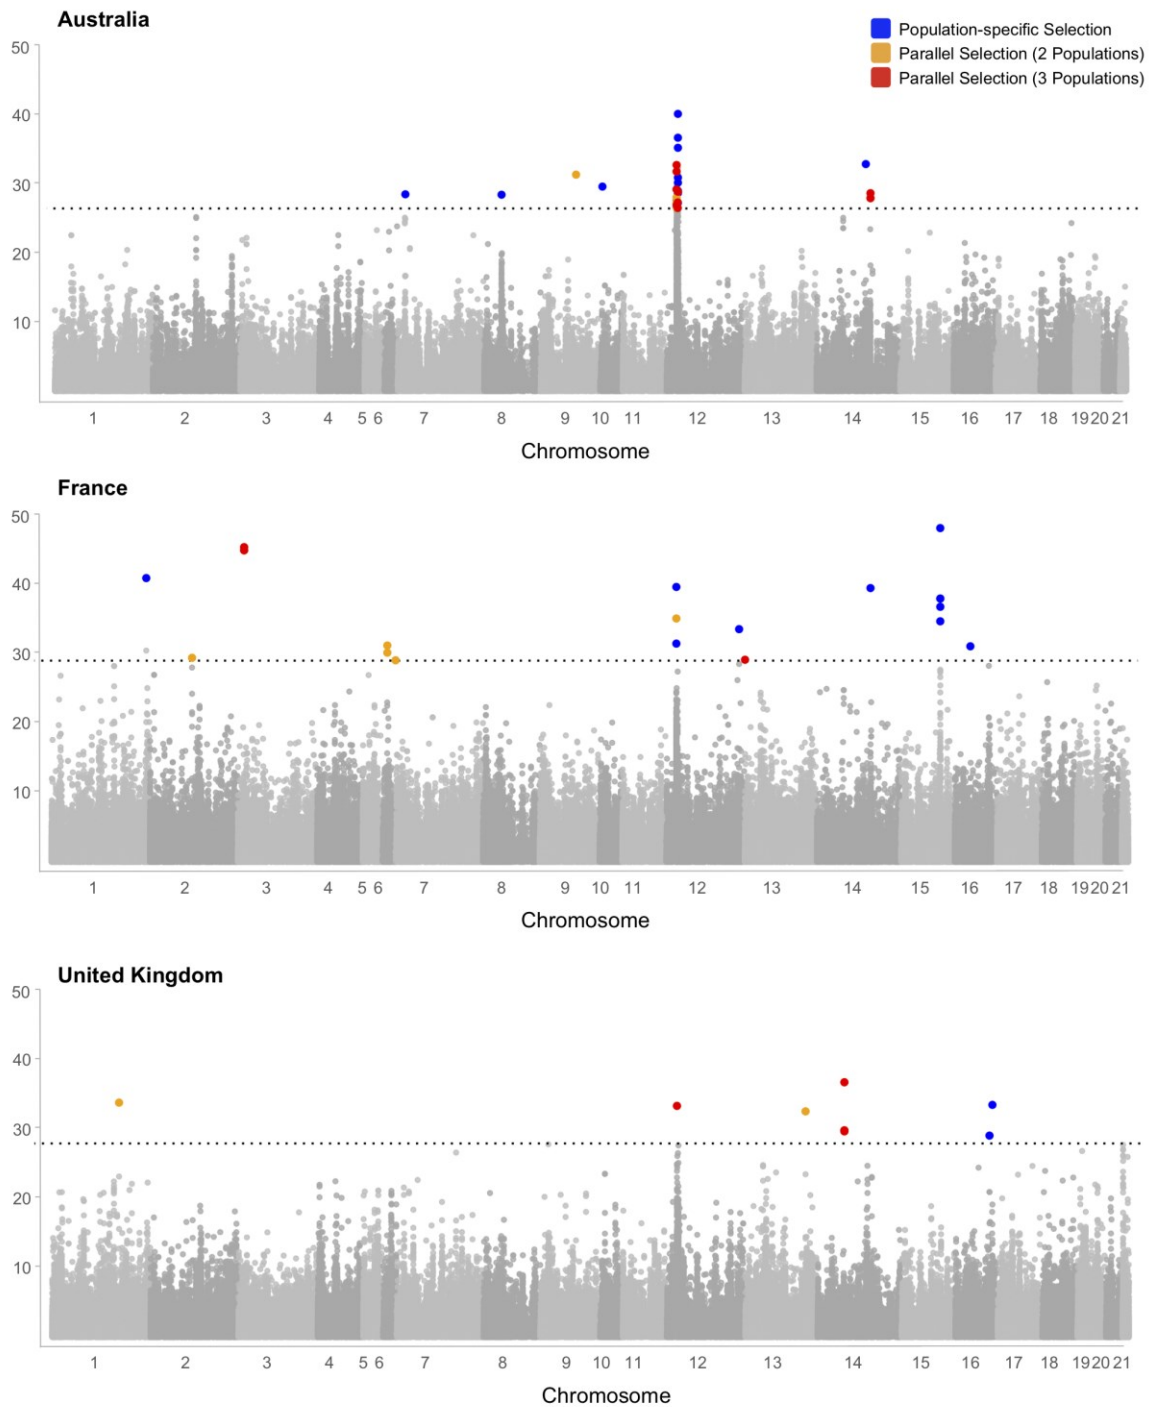 Australia
Population-specific Selection
Parallel Selection (2 Populations)
Parallel Selection (3 Populations)
50
40
30
20
10
1 2 3 4 5 6 7 8 9 10 11 12 13 14 15 16 17 18 19 20 21
Chromosome
France
50
40
30
20
10
1 2 3 4 5 6 7 8 9 10 11 12 13 14 15 16 17 18 19 20 21
Chromosome
United Kingdom
50
40
30
20
10
1 2 3 4 5 6 7 8 9 10 11 12 13 14 15 16 17 18 19 20 21
Chromosome